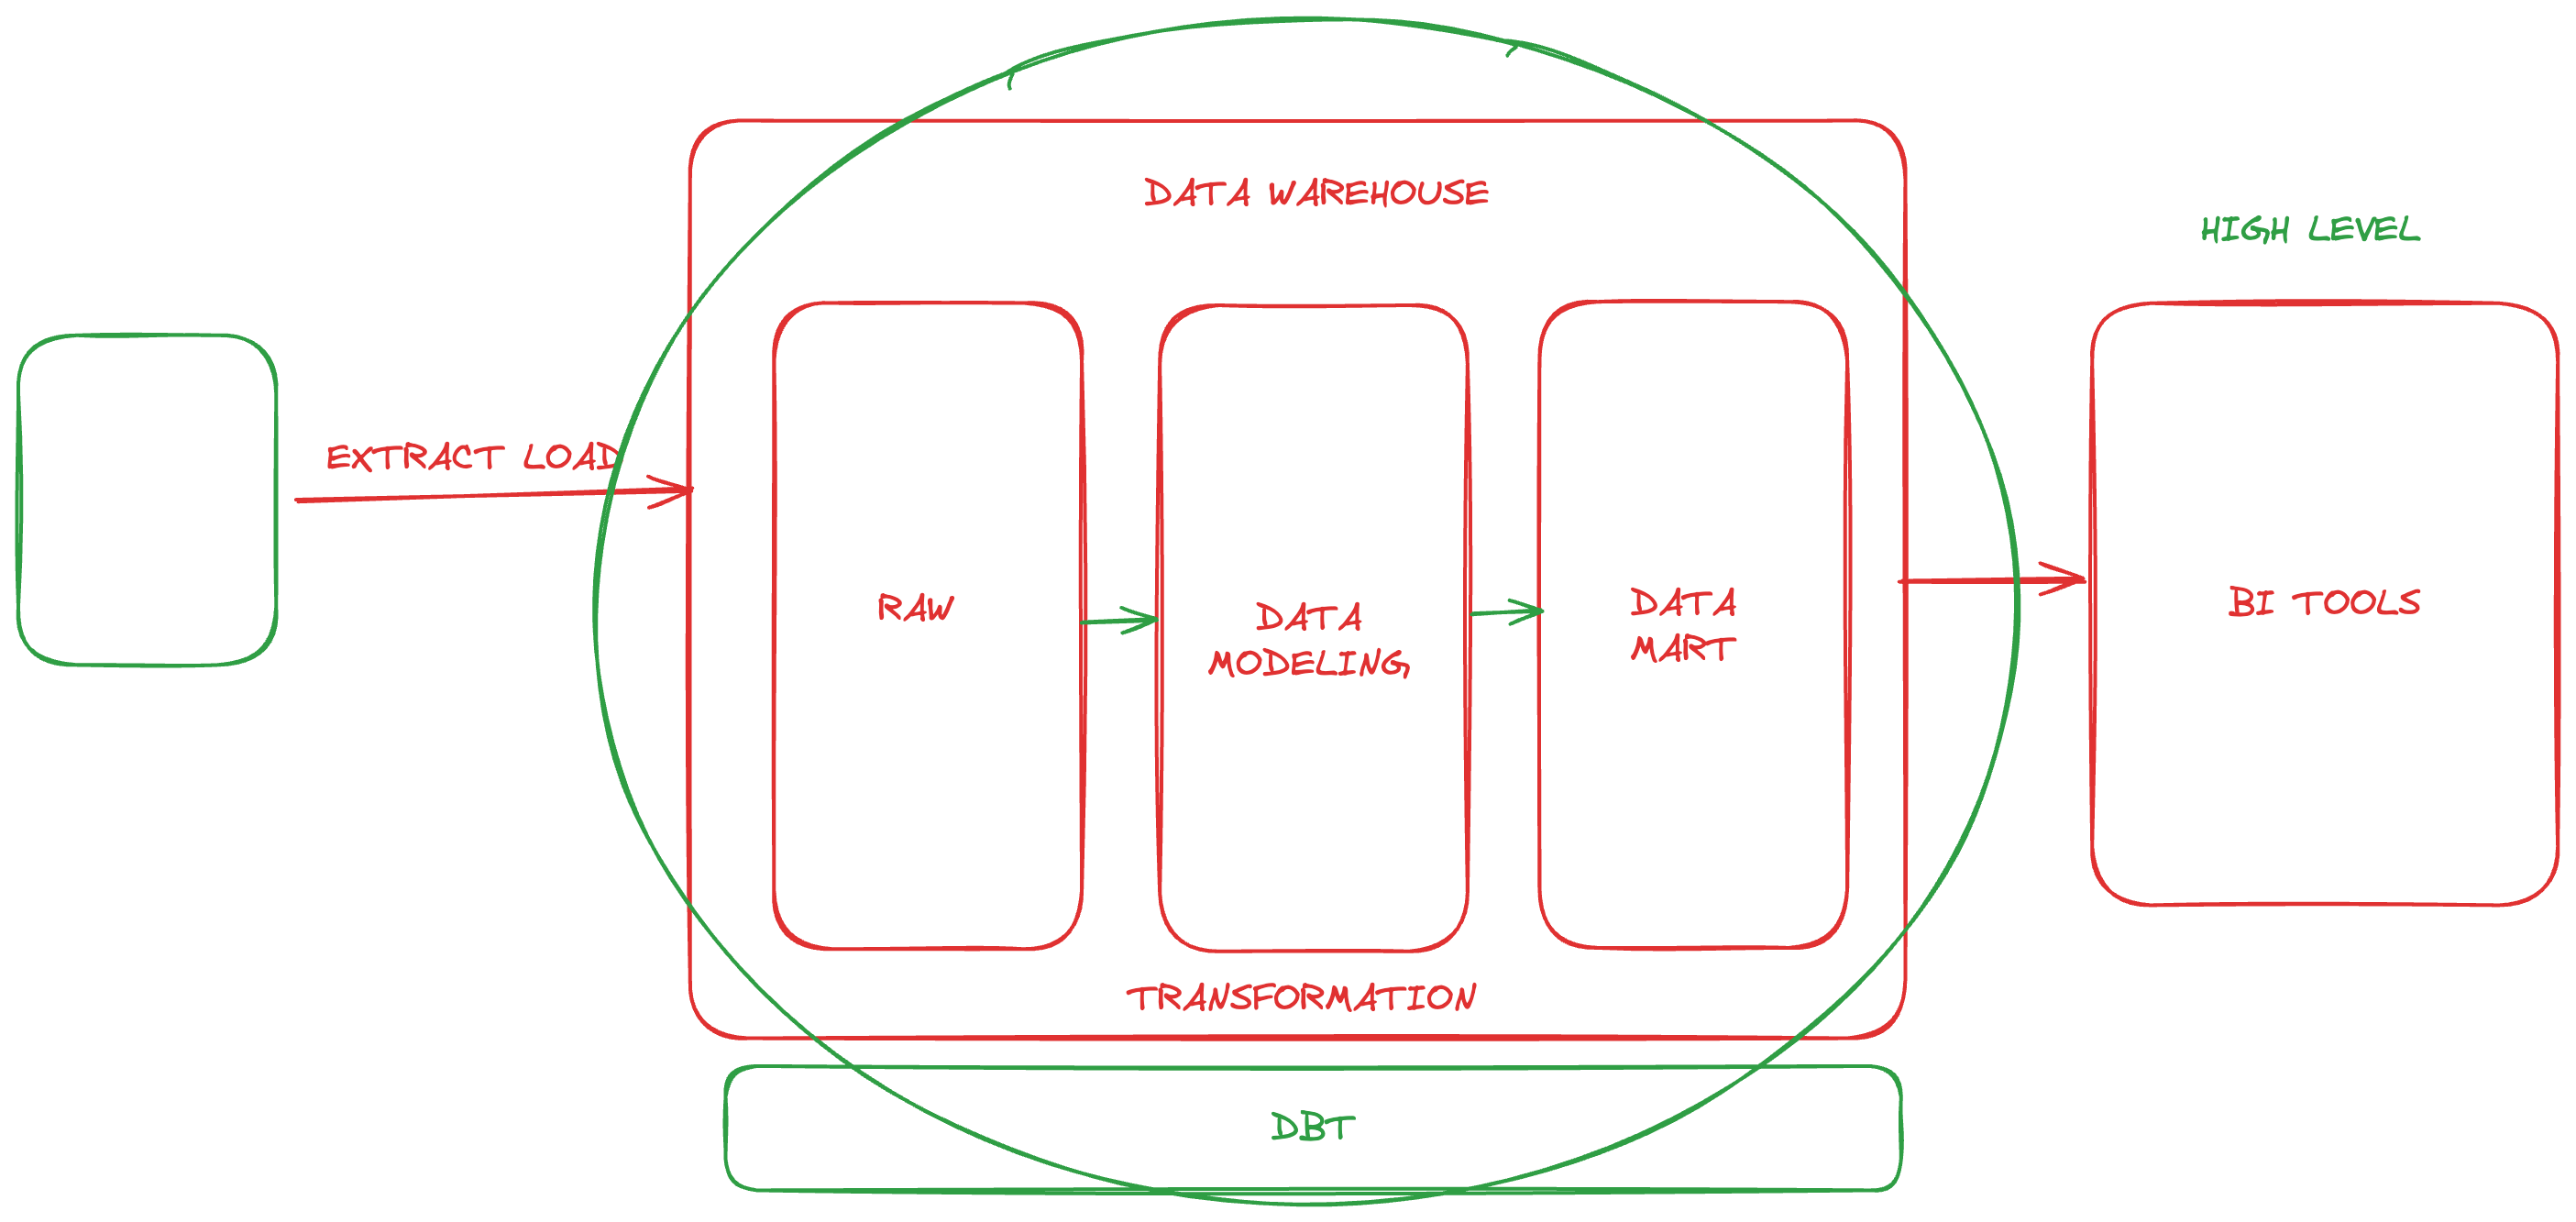 DATA WAREHOUSE
HIGH LEVEL
EXTRACT LOAD
RAW
DATA
MODELING
DATA
MART
BI TOOLS
TRANSFORMATION
DBT